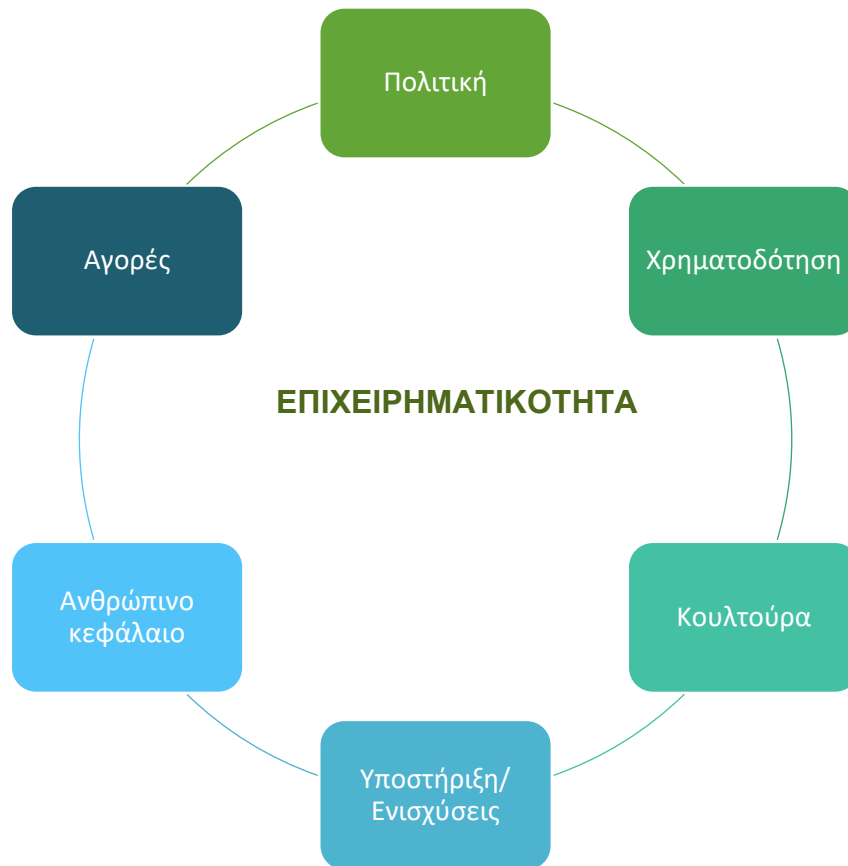 Πολιτική
Αγορές
Χρηματοδότηση
ΕΠΙΧΕΙΡΗΜΑΤΙΚΟΤΗΤΑ
Ανθρώπινο
κεφάλαιο
Κουλτούρα
Υποστήριξη/
Ενισχύσεις